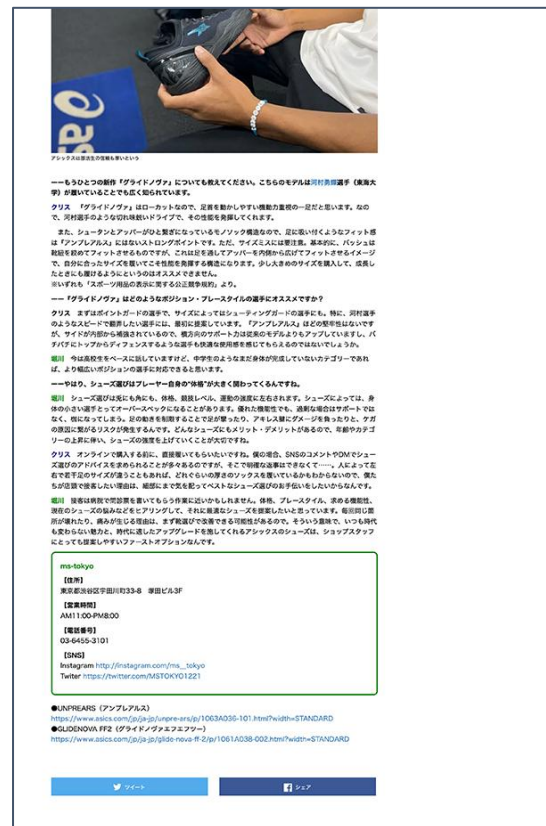 アシックスは部活生の信頼も厚いという
ーーもうひとつの新作『グライドノヴァ』についても教えてください。こちらのモデルは河村勇輝選手（東海大
学）が履いていることでも広く知られています。
クリス 『グライドノヴァ』はローカットなので、足首を動かしやすい機動力重視の一足だと思います。なの
で、河村選手のような切れ味鋭いドライブで、その性能を発揮してくれます。
また、シュータンとアッパーがひと繋ぎになっているモノソック構造なので、足に吸い付くようなフィット感
は『アンプレアルス』にはないストロングポイントです。ただ、サイズミスには要注意。基本的に、バッシュは
靴紐を絞めてフィットさせるものですが、これは足を通してアッパーを内側から広げてフィットさせるイメージ
で、自分に合ったサイズを履いてこそ性能を発揮する構造になります。少し大きめのサイズを購入して、成長し
たときにも履けるようにというのはオススメできません。
※いずれも「スポーツ用品の表示に関する公正競争規約」より。
ーー『グライドノヴァ』はどのようなポジション・プレースタイルの選手にオススメですか？
クリス まずはポイントガードの選手で、サイズによってはシューティングガードの選手にも。特に、河村選手
のようなスピードで翻弄したい選手には、最初に提案しています。『アンプレアルス』ほどの堅牢性はないです
が、サイドが内部から補強されているので、横方向のサポート力は従来のモデルよりもアップしていますし、バ
チバチにトップからディフェンスするような選手も快適な使用感を感じてもらえるのではないでしょうか。
堀川 今は高校生をベースに話していますけど、中学生のようなまだ身体が完成していないカテゴリーであれ
ば、より幅広いポジションの選手に対応できると思います。
ーーやはり、シューズ選びはプレーヤー自身の“体格”が大きく関わってくるんですね。
堀川 シューズ選びは兎にも角にも、体格、競技レベル、運動の強度に左右されます。シューズによっては、身
体の小さい選手とってオーバースペックになることがあります。優れた機能性でも、過剰な場合はサポートでは
なく、枷になってしまう。足の動きを制限することで足が攣ったり、アキレス腱にダメージを負ったりと、ケガ
の原因に繋がるリスクが発生するんです。どんなシューズにもメリット・デメリットがあるので、年齢やカテゴ
リーの上昇に伴い、シューズの強度を上げていくことが大切ですね。
クリス オンラインで購入する前に、直接履いてもらいたいですね。僕の場合、SNSのコメントやDMでシュー
ズ選びのアドバイスを求められることが多々あるのですが、そこで明確な返事はできなくて……。人によって左
右で若干足のサイズが違うこともあれば、どれぐらいの厚さのソックスを履いているかもわからないので、僕た
ちが店頭で接客したい理由は、細部にまで気を配ってベストなシューズ選びのお手伝いをしたいからなんです。
堀川 接客は病院で問診票を書いてもらう作業に近いかもしれません。体格、プレースタイル、求める機能性、
現在のシューズの悩みなどをヒアリングして、それに最適なシューズを提案したいと思っています。毎回同じ箇
所が壊れたり、痛みが生じる理由は、まず靴選びで改善できる可能性があるので。そういう意味で、いつも時代
も変わらない魅力と、時代に適したアップグレードを施してくれるアシックスのシューズは、ショップスタッフ
にとっても提案しやすいファーストオプションなんです。
ms-tokyo
【住所】
東京都渋谷区宇田川町33-8 塚田ビル3F
【営業時間】
AM11:00-PM8:00
【電話番号】
03-6455-3101
【SNS】
Instagram http://instagram.com/ms__tokyo
Twiter https://twitter.com/MSTOKYO1221
●UNPREARS（アンプレアルス）
https://www.asics.com/jp/ja-jp/unpre-ars/p/1063A036-101.html?width=STANDARD
●GLIDENOVA FF2（グライドノヴァエフエフツー）
https://www.asics.com/jp/ja-jp/glide-nova-ff-2/p/1061A038-002.html?width=STANDARD
ツイート
シェア